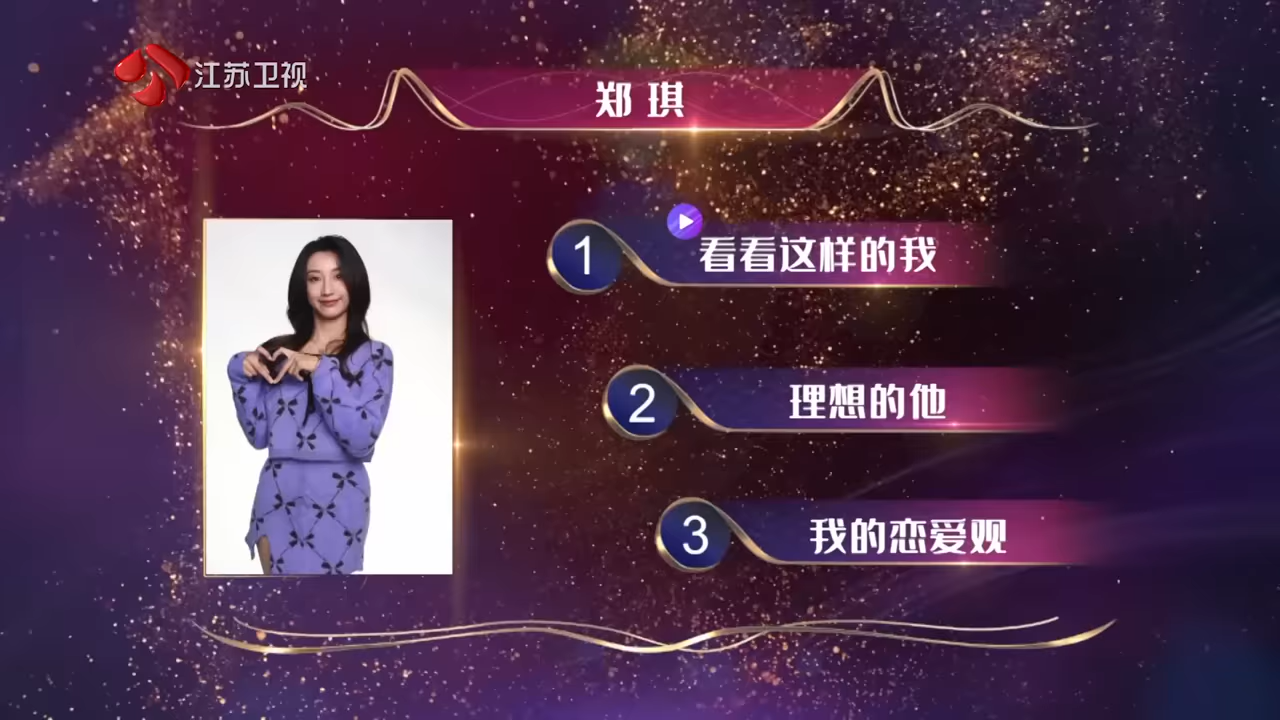 江苏卫视
郑琪
1 看看这样的我
2 理想的他
3 我的恋爱观